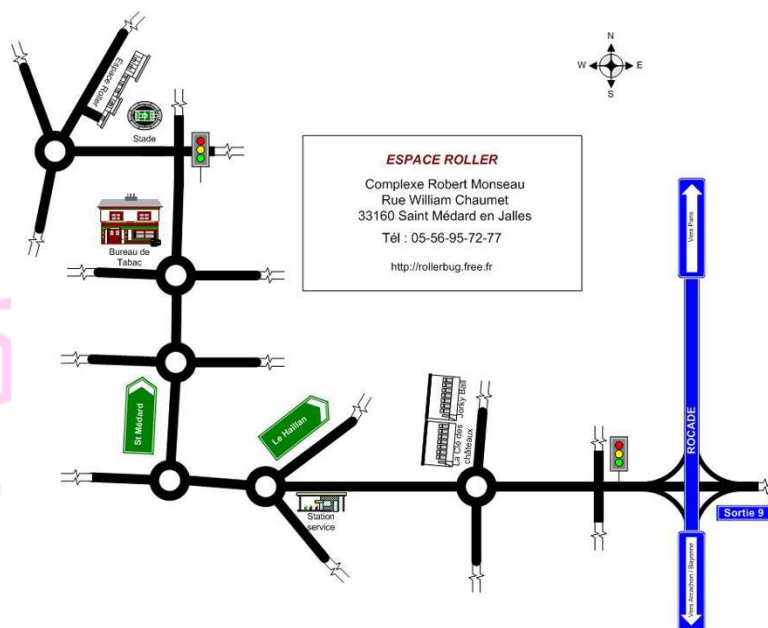 Espace Roller
Stade
N
W
E
S
ESPACE ROLLER
Complexe Robert Monseau
Rue William Chaumet
33160 Saint Médard en Jalles
Tél : 05-56-95-72-77
http://rollerbug.free.fr
Vers Paris
Bureau de
Tabac
St Médard
Le Haillan
Jorky Ball
La Clé des
châteaux
ROCADE
Station
service
Sortie 9
Vers Arcachon / Bayonne